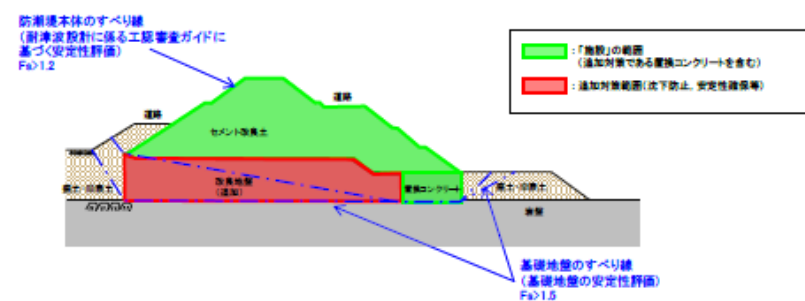 防潮堤本体のすべり線
(耐津波設計に係る工認審査ガイドに
基づく安定性評価)
Fs>1.2
:「施設」の範囲
(追加対策である置換コンクリートを含む)
:追加対策範囲(沈下防止、安定性確保等)
道路
道路
セメント改良土
改良地盤
(追加)
置換コンクリート
盛土・旧表土
盛土・旧表土
岩盤
基礎地盤のすべり線
(基礎地盤の安定性評価)
Fs>1.5